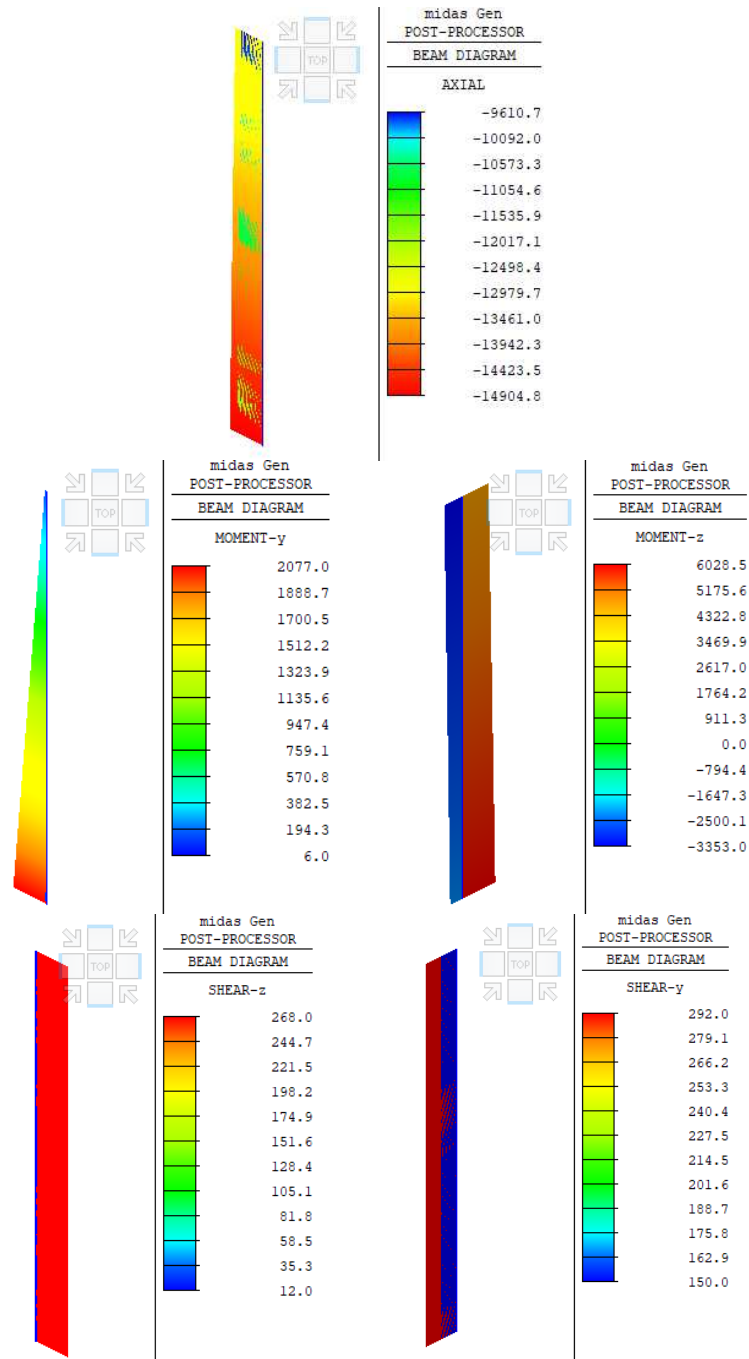 midas Gen
POST-PROCESSOR
BEAM DIAGRAM
AXIAL
TOP
-9610.7
-10092.0
-10573.3
-11054.6
-11535.9
-12017.1
-12498.4
-12979.7
-13461.0
-13942.3
-14423.5
-14904.8
midas Gen
POST-PROCESSOR
BEAM DIAGRAM
MOMENT-y
TOP
2077.0
1888.7
1700.5
1512.2
1323.9
1135.6
947.4
759.1
570.8
382.5
194.3
6.0
midas Gen
POST-PROCESSOR
BEAM DIAGRAM
MOMENT-z
TOP
6028.5
5175.6
4322.8
3469.9
2617.0
1764.2
911.3
0.0
-794.4
-1647.3
-2500.1
-3353.0
midas Gen
POST-PROCESSOR
BEAM DIAGRAM
SHEAR-z
TOP
268.0
244.7
221.5
198.2
174.9
151.6
128.4
105.1
81.8
58.5
35.3
12.0
midas Gen
POST-PROCESSOR
BEAM DIAGRAM
SHEAR-y
TOP
292.0
279.1
266.2
253.3
240.4
227.5
214.5
201.6
188.7
175.8
162.9
150.0